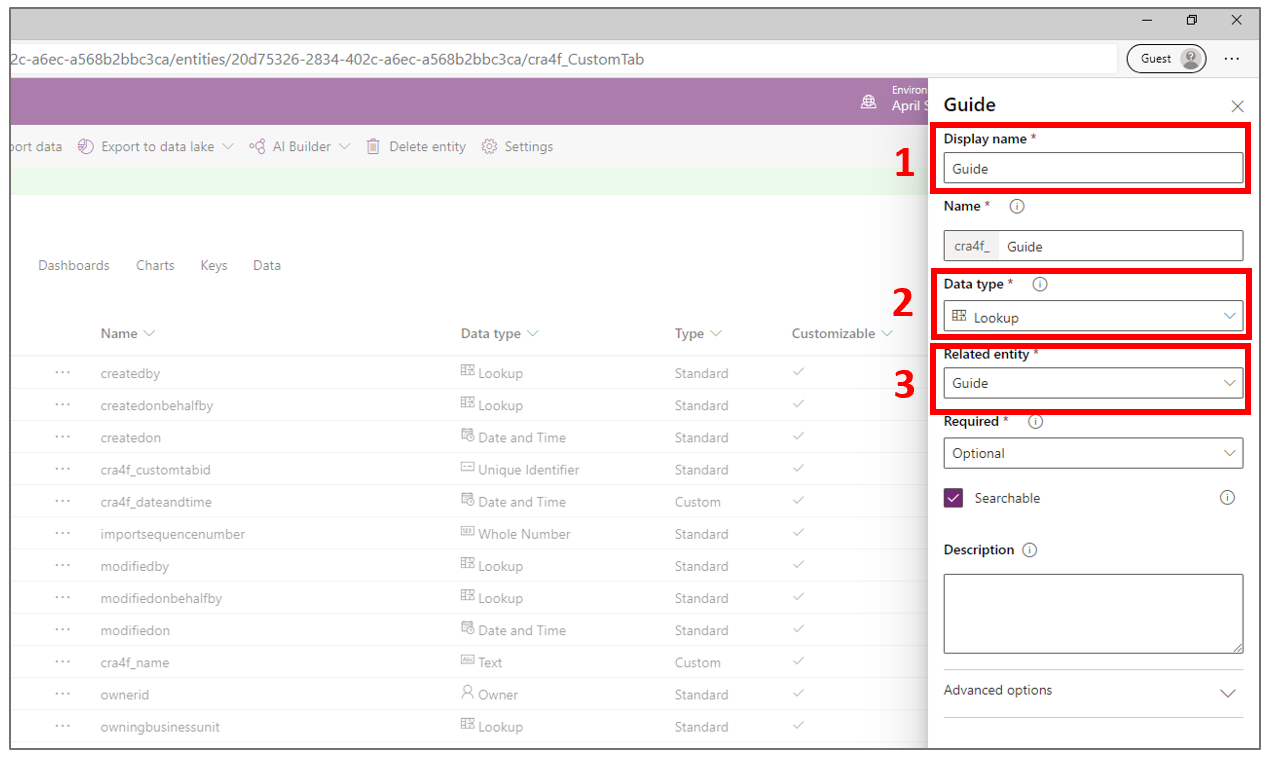 2c-a6ec-a568b2bbc3ca/entities/20d75326-2834-402c-a6ec-a568b2bbc3ca/cra4f_CustomTab
Guest
Environ
April S
port data Export to data lake AI Builder Delete entity Settings
Dashboards Charts Keys Data
Name Data type Type Customizable
createdby Lookup Standard
createdonbehalfby Lookup Standard
createdon Date and Time Standard
cra4f_customtabid Unique Identifier Standard
cra4f_dateandtime Date and Time Custom
importsequencenumber Whole Number Standard
modifiedby Lookup Standard
modifiedonbehalfby Lookup Standard
modifiedon Date and Time Standard
cra4f_name Text Custom
ownerid Owner Standard
owningbusinessunit Lookup Standard
Guide
1
Display name *
Guide
Name *
cra4f_ Guide
2
Data type *
Lookup
3
Related entity *
Guide
Required *
Optional
Searchable
Description
Advanced options